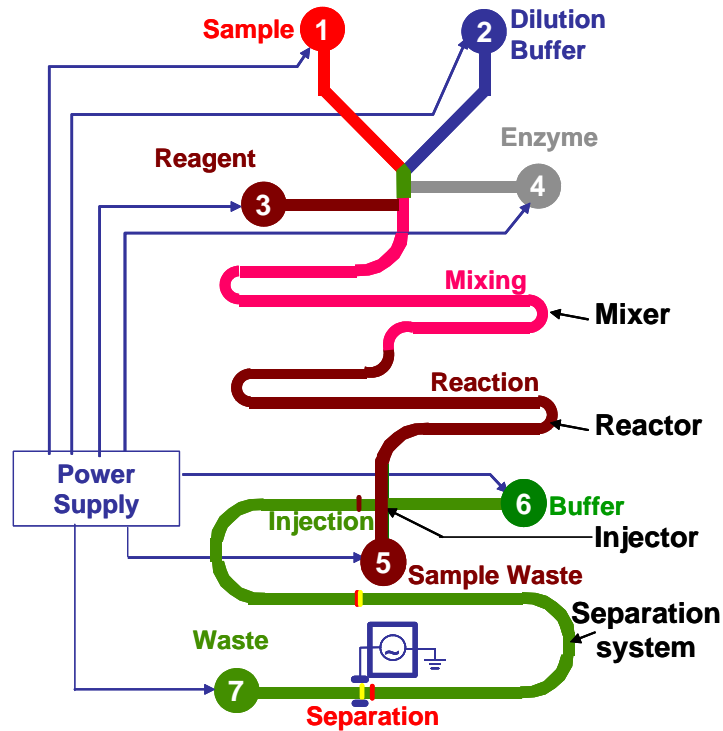 Sample
1
2
Dilution
Buffer
Enzyme
Reagent
3
4
Mixing
Mixer
Reaction
Reactor
Power
Supply
6
Buffer
Injection
Injector
5
Sample Waste
Separation
system
Waste
7
Separation